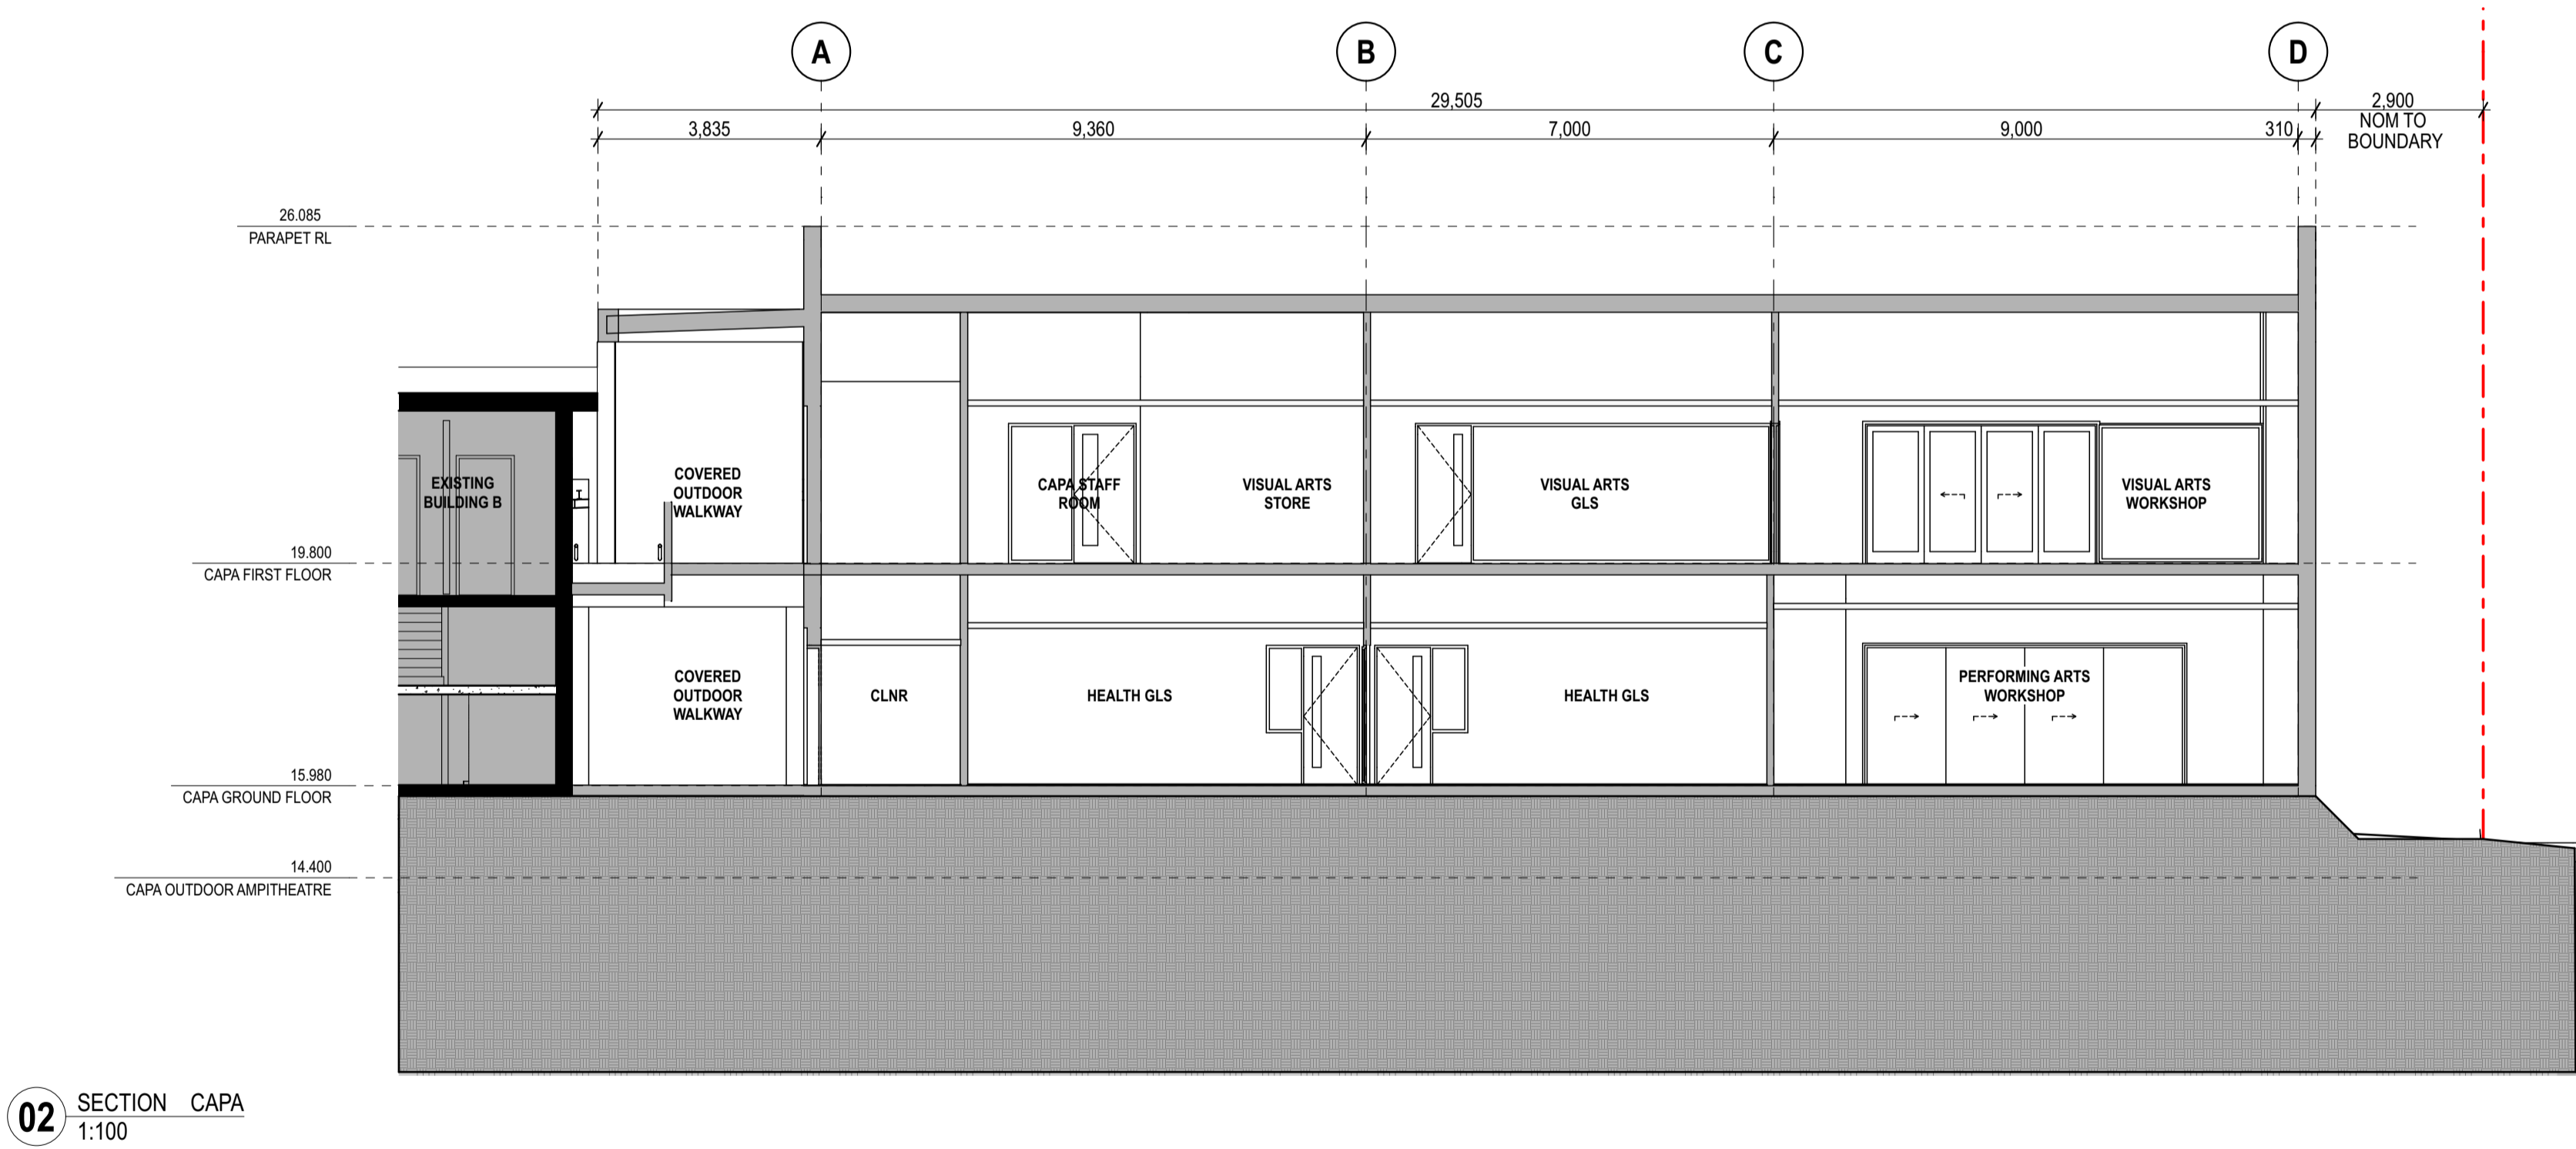 A
B
C
D
29,505
2,900
3,835
9,360
7,000
9,000
310
NOM TO
BOUNDARY
26.085
PARAPET RL
EXISTING
BUILDING B
COVERED
OUTDOOR
WALKWAY
CAPA STAFF
ROOM
VISUAL ARTS
STORE
VISUAL ARTS
GLS
VISUAL ARTS
WORKSHOP
19.800
CAPA FIRST FLOOR
COVERED
OUTDOOR
WALKWAY
CLNR
HEALTH GLS
HEALTH GLS
PERFORMING ARTS
WORKSHOP
15.980
CAPA GROUND FLOOR
14.400
CAPA OUTDOOR AMPITHEATRE
02
SECTION CAPA
1:100